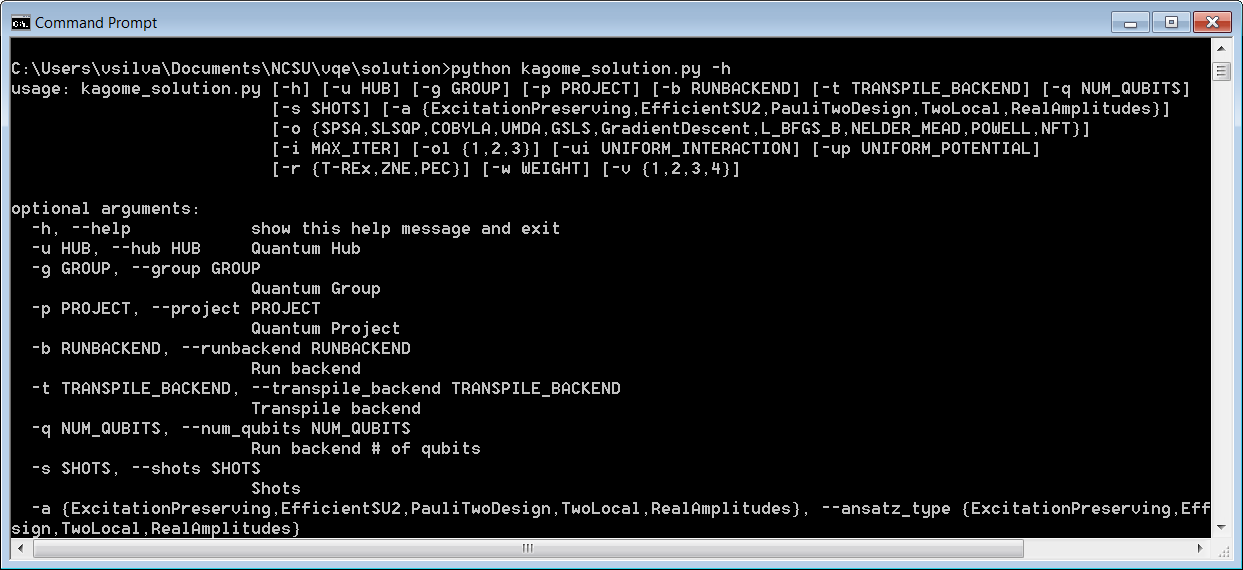 Command Prompt
C:\Users\vsilva\Documents\NCSU\vqe\solution>python kagome_solution.py -h
usage: kagome_solution.py [-h] [-u HUB] [-g GROUP] [-p PROJECT] [-b RUNBACKEND] [-t TRANSPILE_BACKEND] [-q NUM_QUBITS]
[-s SHOTS] [-a {ExcitationPreserving,EfficientSU2,PauliTwoDesign,TwoLocal,RealAmplitudes}]
[-o {SPSA,SLSQP,COBYLA,UMDA,GSLS,GradientDescent,L_BFGS_B,NELDER_MEAD,POWELL,NFT}]
[-i MAX_ITER] [-ol {1,2,3}] [-ui UNIFORM_INTERACTION] [-up UNIFORM_POTENTIAL]
[-r {T-REx,ZNE,PEC}] [-w WEIGHT] [-v {1,2,3,4}]
optional arguments:
-h, --help show this help message and exit
-u HUB, --hub HUB Quantum Hub
-g GROUP, --group GROUP
Quantum Group
-p PROJECT, --project PROJECT
Quantum Project
-b RUNBACKEND, --runbackend RUNBACKEND
Run backend
-t TRANSPILE_BACKEND, --transpile_backend TRANSPILE_BACKEND
Transpile backend
-q NUM_QUBITS, --num_qubits NUM_QUBITS
Run backend # of qubits
-s SHOTS, --shots SHOTS
Shots
-a {ExcitationPreserving,EfficientSU2,PauliTwoDesign,TwoLocal,RealAmplitudes}, --ansatz_type {ExcitationPreserving,Eff
sign,TwoLocal,RealAmplitudes}